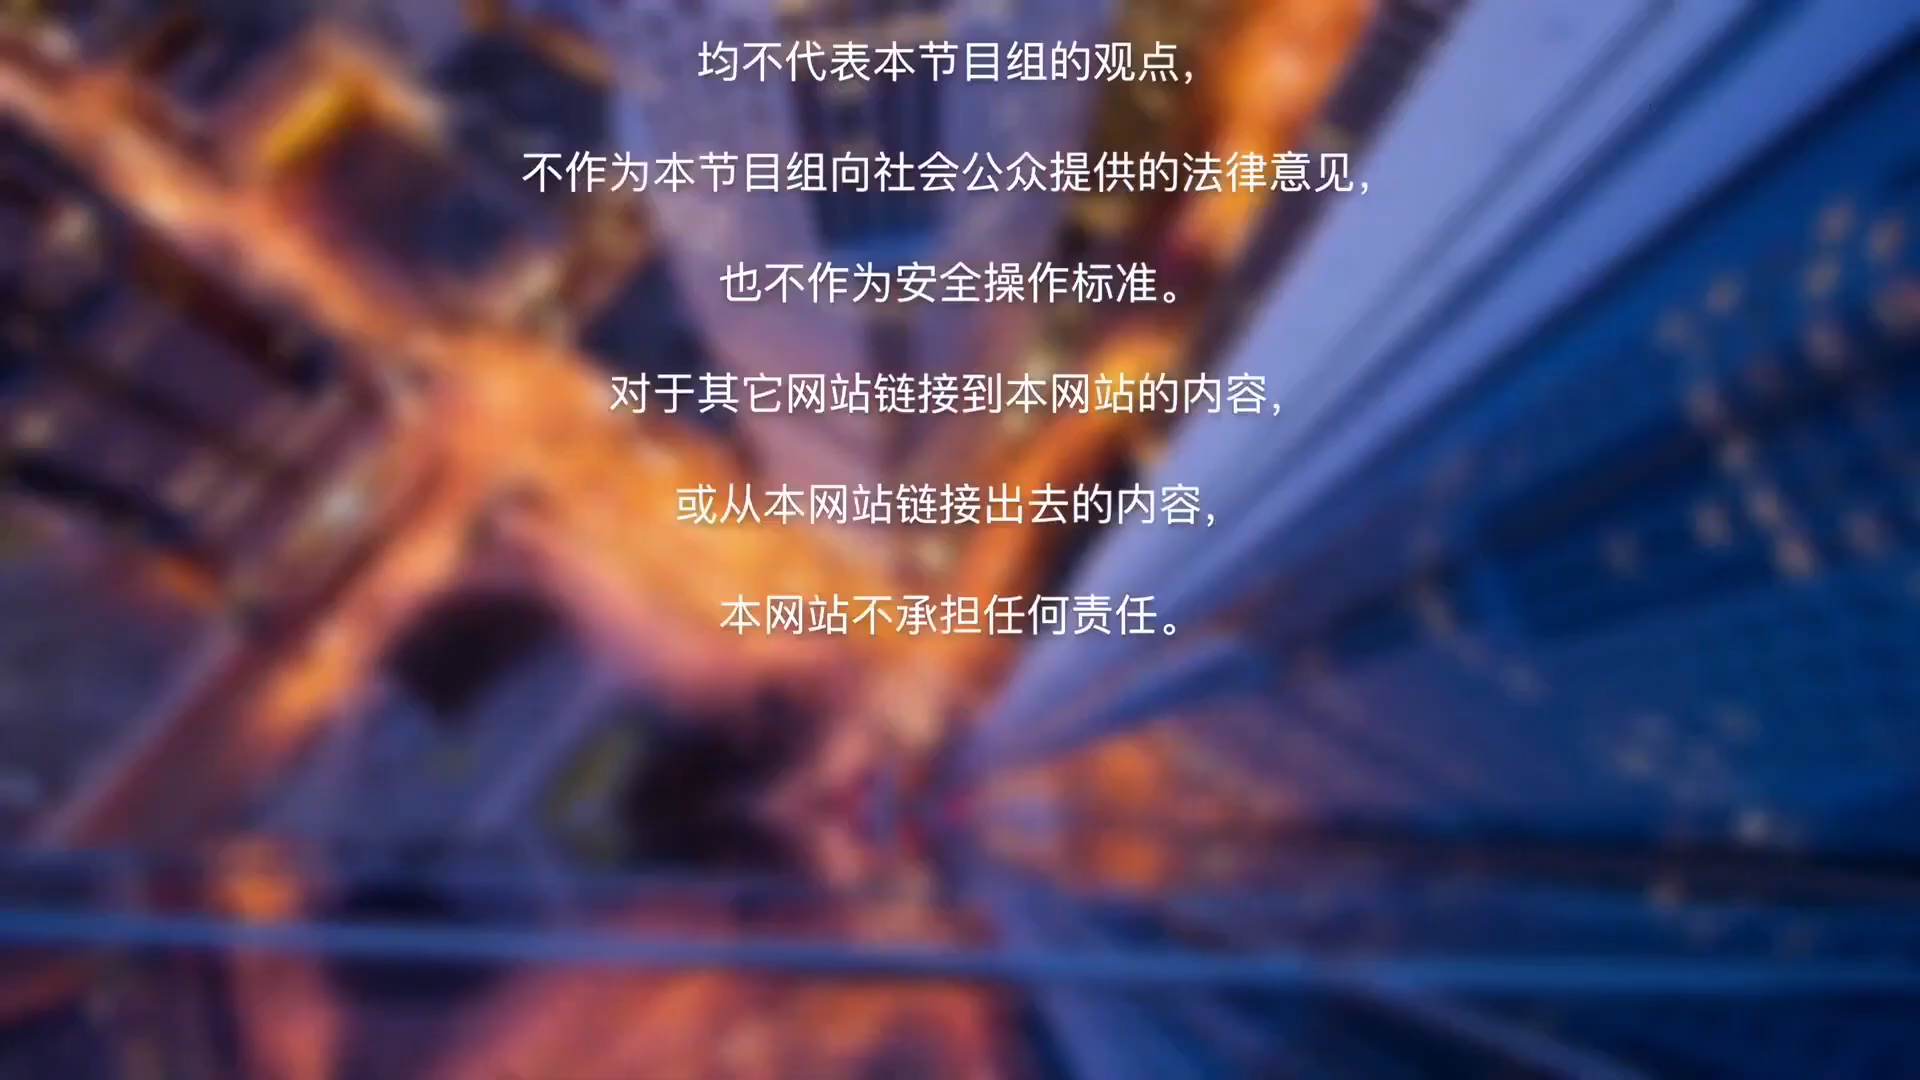 均不代表本节目组的观点，
不作为本节目组向社会公众提供的法律意见，
也不作为安全操作标准。
对于其它网站链接到本网站的内容，
或从本网站链接出去的内容，
本网站不承担任何责任。